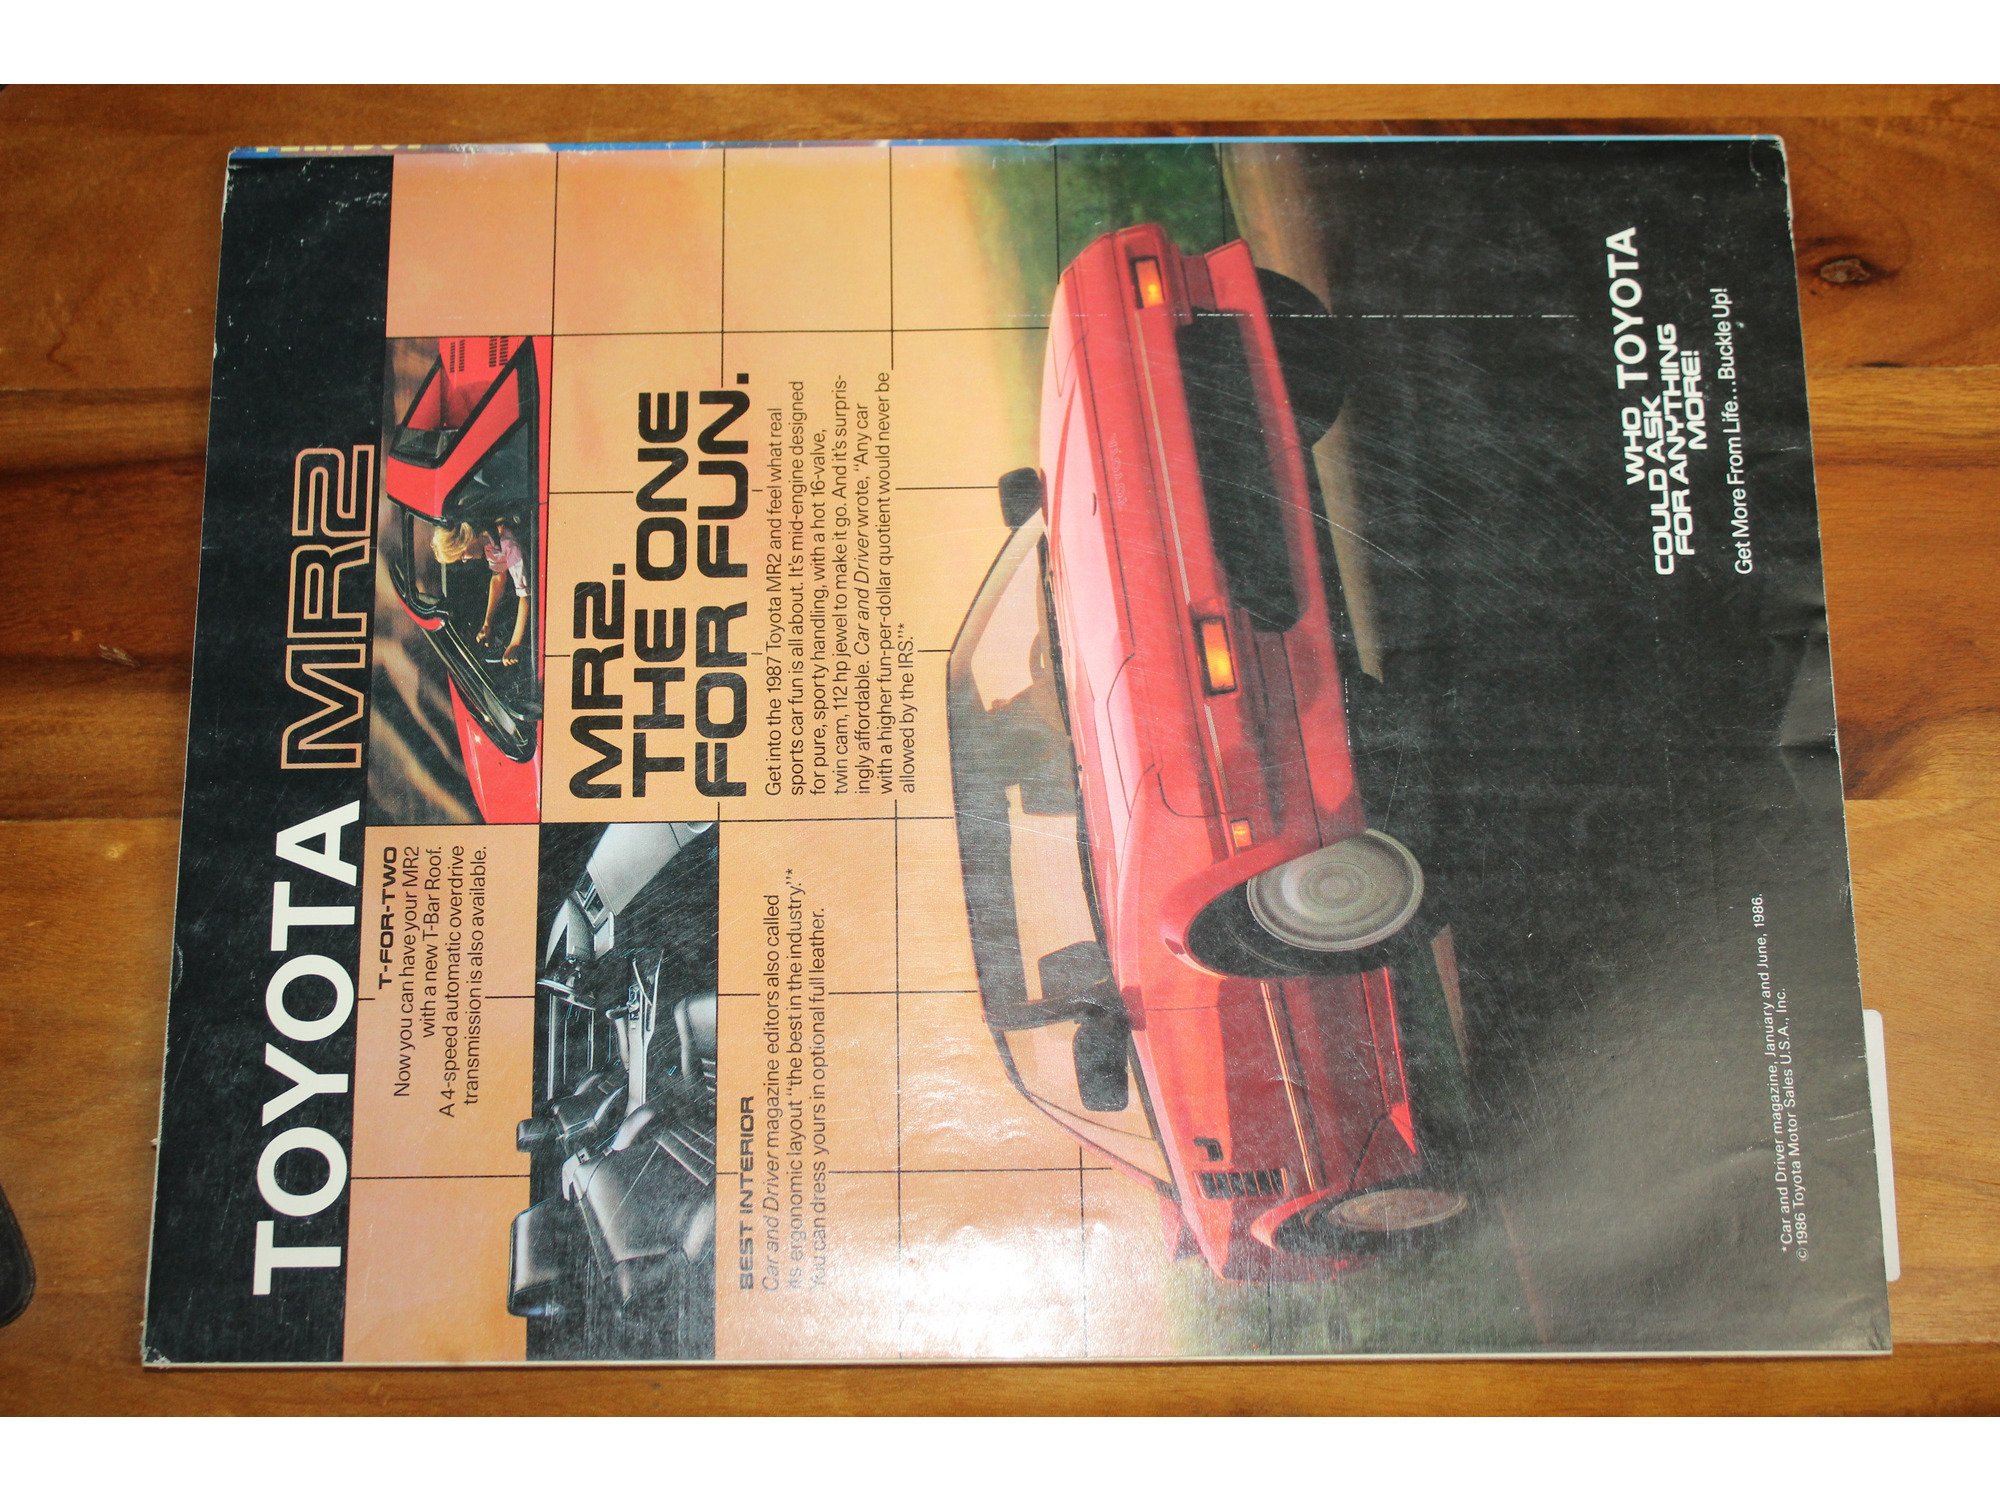 TOYOTA MR2
T-FOR-TWO
Now you can have your MR2
with a new T-Bar Roof.
A 4-speed automatic overdrive
transmission is also available.
MR2.
THE ONE
FOR FUN.
Get into the 1987 Toyota MR2 and feel what real
sports car fun is all about. It's mid-engine designed
for pure, sporty handling, with a hot 16-valve,
twin cam, 112 hp jewel to make it go. And it's surpris-
ingly affordable. Car and Driver wrote, "Any car
with a higher fun-per-dollar quotient would never be
allowed by the IRS."*
BEST INTERIOR
Car and Driver magazine editors also called
its ergonomic layout "the best in the industry."*
You can dress yours in optional full leather.
WHO TOYOTA
COULD ASK TOYOTA
FOR ANYTHING
MORE!
Get More From Life...Buckle Up!
*Car and Driver magazine, January and June, 1986.
©1986 Toyota Motor Sales U.S.A., Inc.